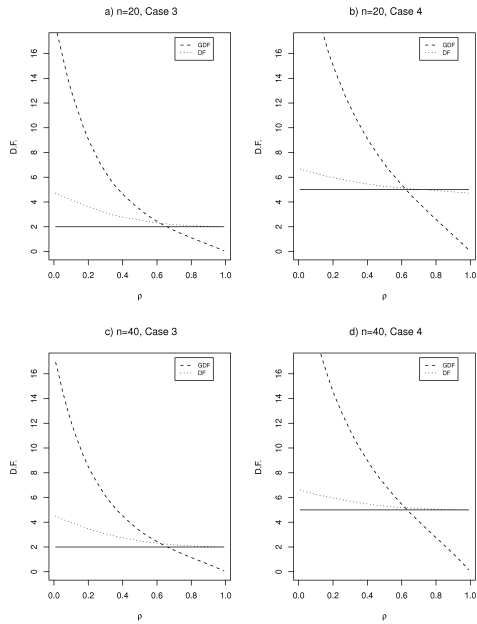 a) n=20, Case 3
GDF
DF
D.F.
16
14
12
10
8
6
4
2
0
0.0 0.2 0.4 0.6 0.8 1.0
ρ
b) n=20, Case 4
GDF
DF
D.F.
16
14
12
10
8
6
4
2
0
0.0 0.2 0.4 0.6 0.8 1.0
ρ
c) n=40, Case 3
GDF
DF
D.F.
16
14
12
10
8
6
4
2
0
0.0 0.2 0.4 0.6 0.8 1.0
ρ
d) n=40, Case 4
GDF
DF
D.F.
16
14
12
10
8
6
4
2
0
0.0 0.2 0.4 0.6 0.8 1.0
ρ